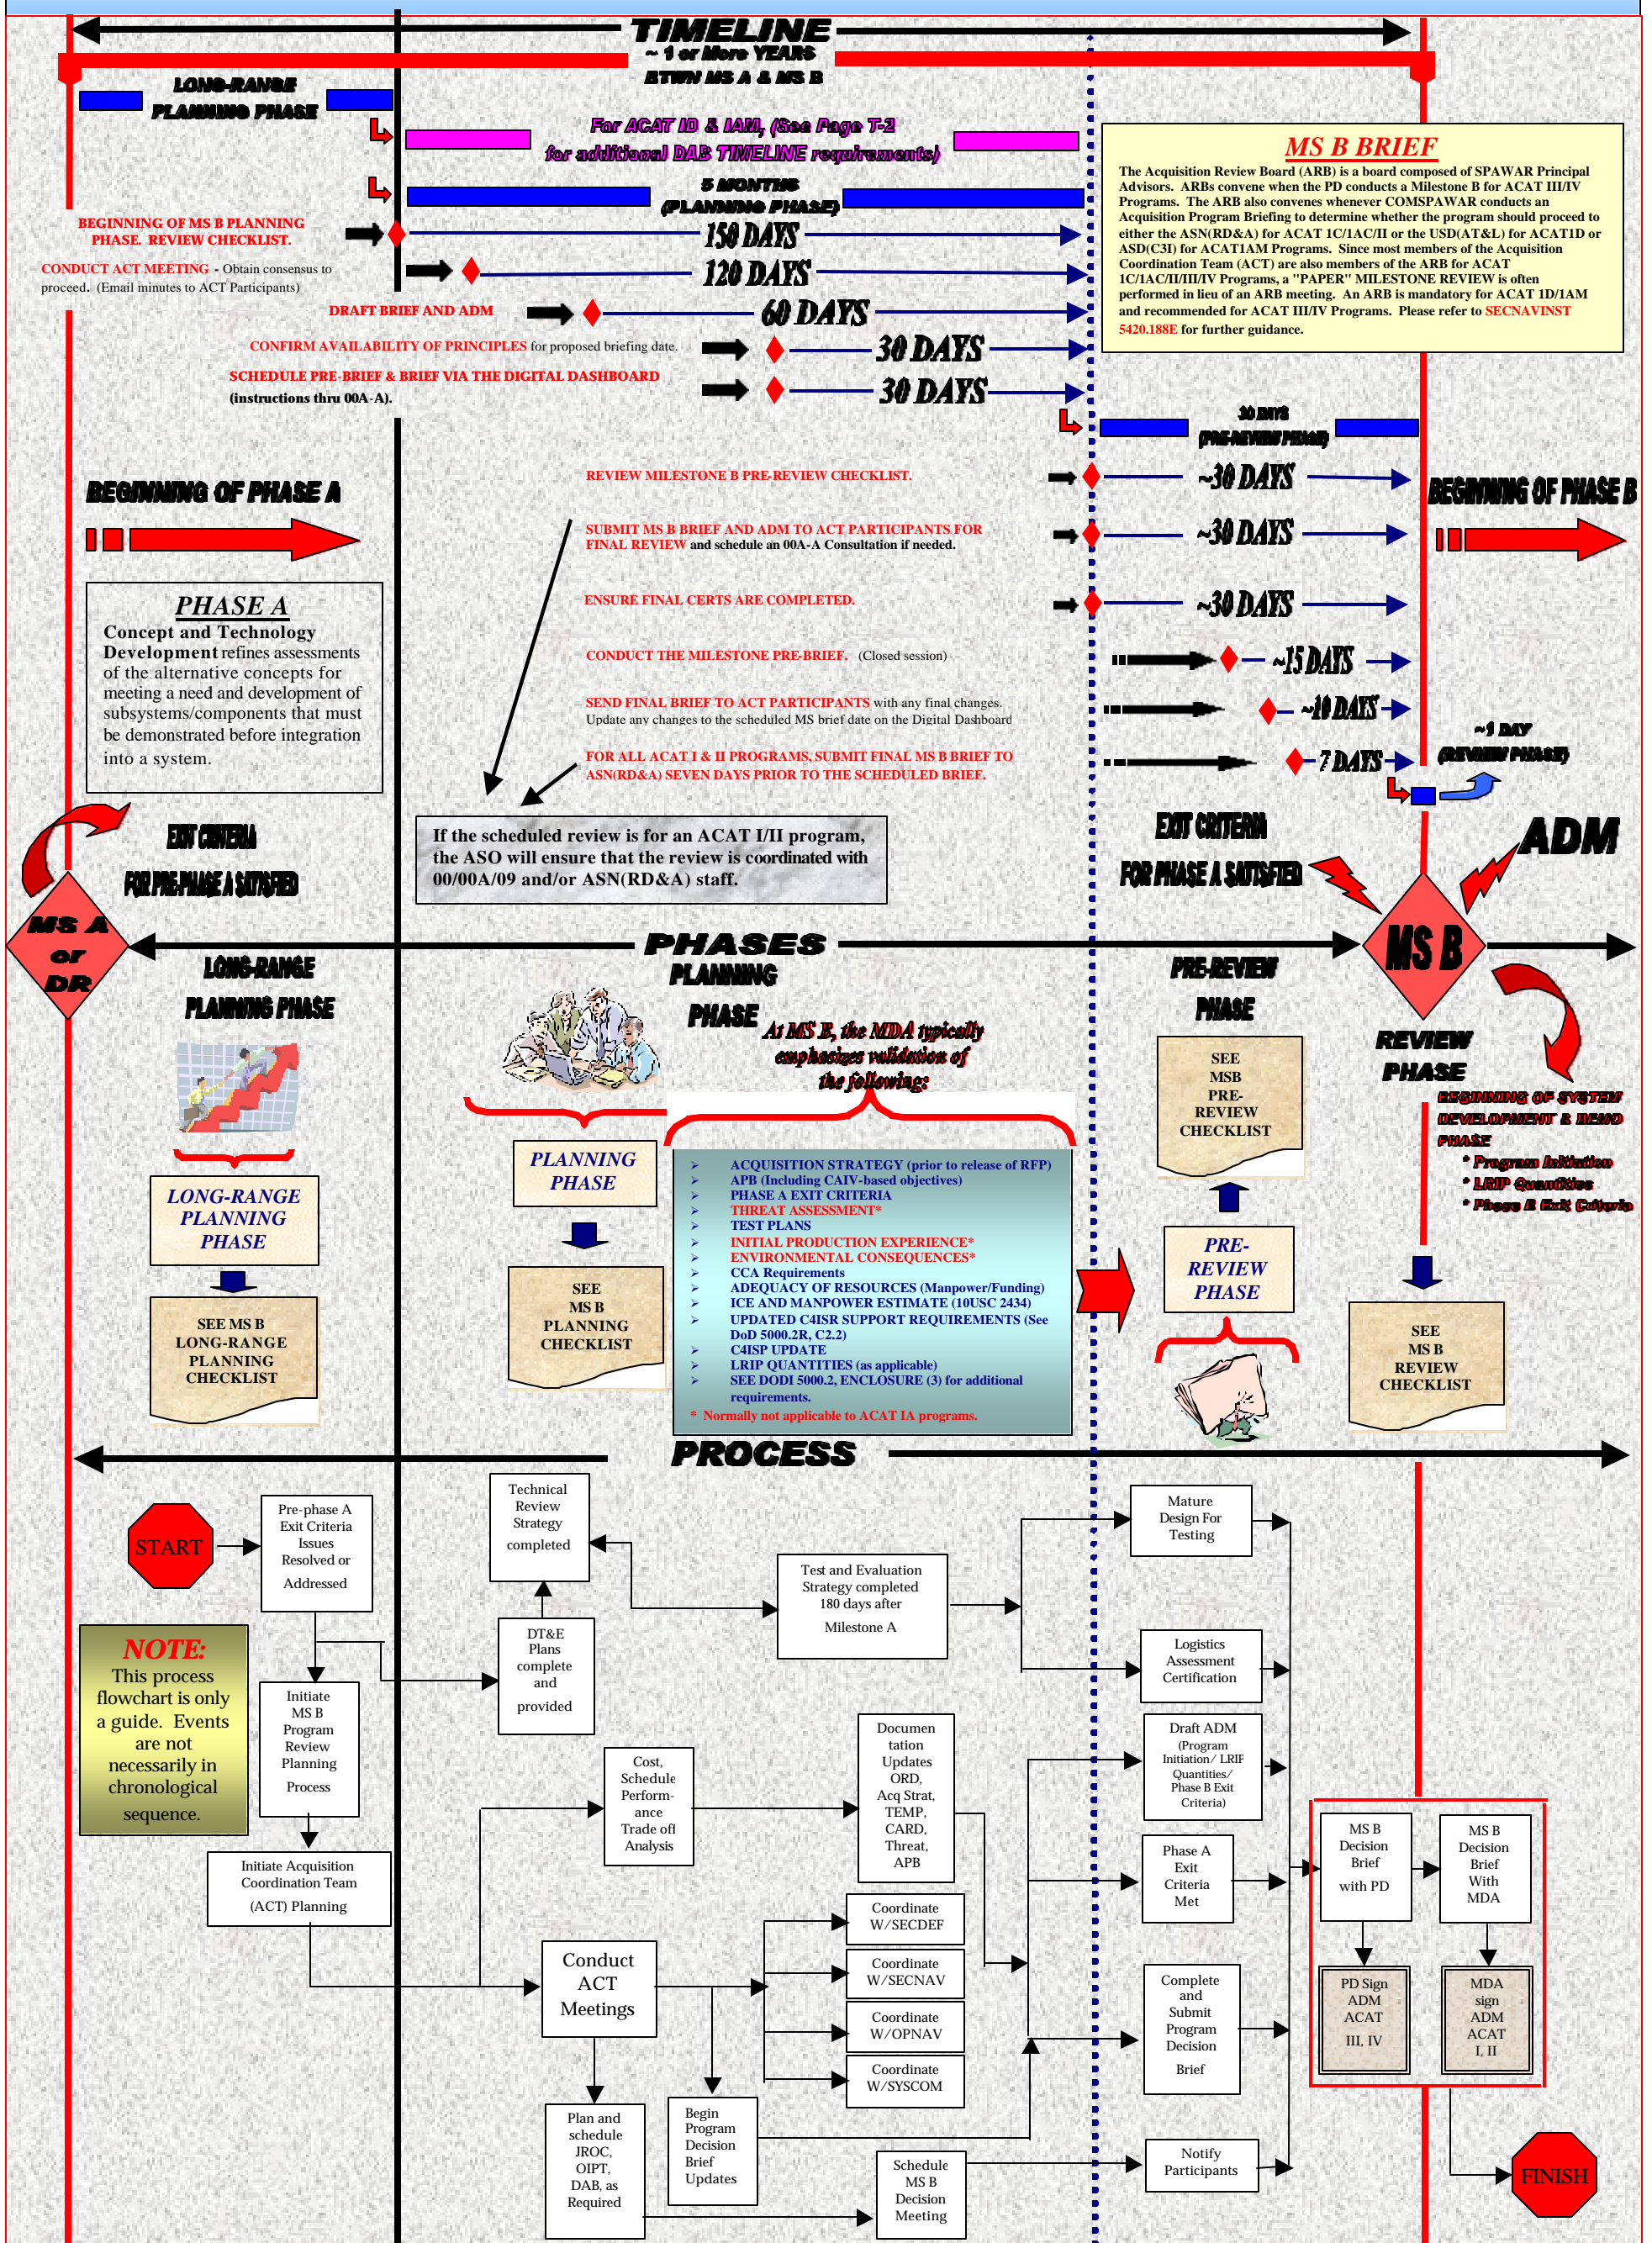 TIMELINE
~ 1 or More YEARS
BTWN MS A & MS B
LONG-RANGE
PLANNING PHASE
For ACAT ID & IAM, (See Page T-2
for additional DAB TIMELINE requirements)
5 MONTHS
(PLANNING PHASE)
BEGINNING OF MS B PLANNING
PHASE. REVIEW CHECKLIST.
150 DAYS
CONDUCT ACT MEETING - Obtain consensus to
proceed. (Email minutes to ACT Participants)
120 DAYS
DRAFT BRIEF AND ADM
60 DAYS
CONFIRM AVAILABILITY OF PRINCIPLES for proposed briefing date.
30 DAYS
SCHEDULE PRE-BRIEF & BRIEF VIA THE DIGITAL DASHBOARD
(instructions thru 00A-A).
30 DAYS
MS B BRIEF
The Acquisition Review Board (ARB) is a board composed of SPAWAR Principal
Advisors. ARBs convene when the PD conducts a Milestone B for ACAT III/IV
Programs. The ARB also convenes whenever COMSPAWAR conducts an
Acquisition Program Briefing to determine whether the program should proceed to
either the ASN(RD&A) for ACAT 1C/1AC/II or the USD(AT&L) for ACAT1D or
ASD(C3I) for ACAT1AM Programs. Since most members of the Acquisition
Coordination Team (ACT) are also members of the ARB for ACAT
1C/1AC/II/III/IV Programs, a "PAPER" MILESTONE REVIEW is often
performed in lieu of an ARB meeting. An ARB is mandatory for ACAT 1D/1AM
and recommended for ACAT III/IV Programs. Please refer to SECNAVINST
5420.188E for further guidance.
30 DAYS
(PRE-REVIEW PHASE)
REVIEW MILESTONE B PRE-REVIEW CHECKLIST.
~30 DAYS
BEGINNING OF PHASE A
BEGINNING OF PHASE B
SUBMIT MS B BRIEF AND ADM TO ACT PARTICIPANTS FOR
FINAL REVIEW and schedule an 00A-A Consultation if needed.
~30 DAYS
ENSURE FINAL CERTS ARE COMPLETED.
~30 DAYS
PHASE A
Concept and Technology
Development refines assessments
of the alternative concepts for
meeting a need and development of
subsystems/components that must
be demonstrated before integration
into a system.
CONDUCT THE MILESTONE PRE-BRIEF. (Closed session)
~15 DAYS
SEND FINAL BRIEF TO ACT PARTICIPANTS with any final changes.
Update any changes to the scheduled MS brief date on the Digital Dashboard
~10 DAYS
~1 DAY
(REVIEW PHASE)
FOR ALL ACAT I & II PROGRAMS, SUBMIT FINAL MS B BRIEF TO
ASN(RD&A) SEVEN DAYS PRIOR TO THE SCHEDULED BRIEF.
7 DAYS
EXIT CRITERIA
FOR PRE-PHASE A SATISFIED
If the scheduled review is for an ACAT I/II program,
the ASO will ensure that the review is coordinated with
00/00A/09 and/or ASN(RD&A) staff.
EXIT CRITERIA
FOR PHASE A SATISFIED
ADM
MS A
or
DR
PHASES
MS B
LONG-RANGE
PLANNING PHASE
PLANNING
PHASE
At MS B, the MDA typically
emphasizes validation of
the following:
PRE-REVIEW
PHASE
REVIEW
PHASE
BEGINNING OF SYSTEM
DEVELOPMENT & DEMO
PHASE
* Program Initiation
* LRIP Quantities
* Phase B Exit Criteria
SEE
MSB
PRE-
REVIEW
CHECKLIST
LONG-RANGE
PLANNING
PHASE
PLANNING
PHASE
➢ ACQUISITION STRATEGY (prior to release of RFP)
➢ APB (Including CAIV-based objectives)
➢ PHASE A EXIT CRITERIA
➢ THREAT ASSESSMENT*
➢ TEST PLANS
➢ INITIAL PRODUCTION EXPERIENCE*
➢ ENVIRONMENTAL CONSEQUENCES*
➢ CCA Requirements
➢ ADEQUACY OF RESOURCES (Manpower/Funding)
➢ ICE AND MANPOWER ESTIMATE (10USC 2434)
➢ UPDATED C4ISR SUPPORT REQUIREMENTS (See
DoD 5000.2R, C2.2)
➢ C4ISP UPDATE
➢ LRIP QUANTITIES (as applicable)
➢ SEE DODI 5000.2, ENCLOSURE (3) for additional
requirements.
* Normally not applicable to ACAT IA programs.
PRE-
REVIEW
PHASE
SEE MS B
LONG-RANGE
PLANNING
CHECKLIST
SEE
MS B
PLANNING
CHECKLIST
SEE
MS B
REVIEW
CHECKLIST
PROCESS
START
Pre-phase A
Exit Criteria
Issues
Resolved or
Addressed
Technical
Review
Strategy
completed
Test and Evaluation
Strategy completed
180 days after
Milestone A
Mature
Design For
Testing
NOTE:
This process
flowchart is only
a guide. Events
are not
necessarily in
chronological
sequence.
Initiate
MS B
Program
Review
Planning
Process
DT&E
Plans
complete
and
provided
Logistics
Assessment
Certification
Cost,
Schedule
Perform-
ance
Trade off
Analysis
Documen
tation
Updates
ORD,
Acq Strat,
TEMP,
CARD,
Threat,
APB
Draft ADM
(Program
Initiation/ LRIP
Quantities/
Phase B Exit
Criteria)
Initiate Acquisition
Coordination Team
(ACT) Planning
Phase A
Exit
Criteria
Met
MS B
Decision
Brief
with PD
MS B
Decision
Brief
With
MDA
Conduct
ACT
Meetings
Coordinate
W/SECDEF
Coordinate
W/SECNAV
Coordinate
W/OPNAV
Coordinate
W/SYSCOM
Complete
and
Submit
Program
Decision
Brief
PD Sign
ADM
ACAT
III, IV
MDA
sign
ADM
ACAT
I, II
Plan and
schedule
JROC,
OIPT,
DAB, as
Required
Begin
Program
Decision
Brief
Updates
Schedule
MS B
Decision
Meeting
Notify
Participants
FINISH